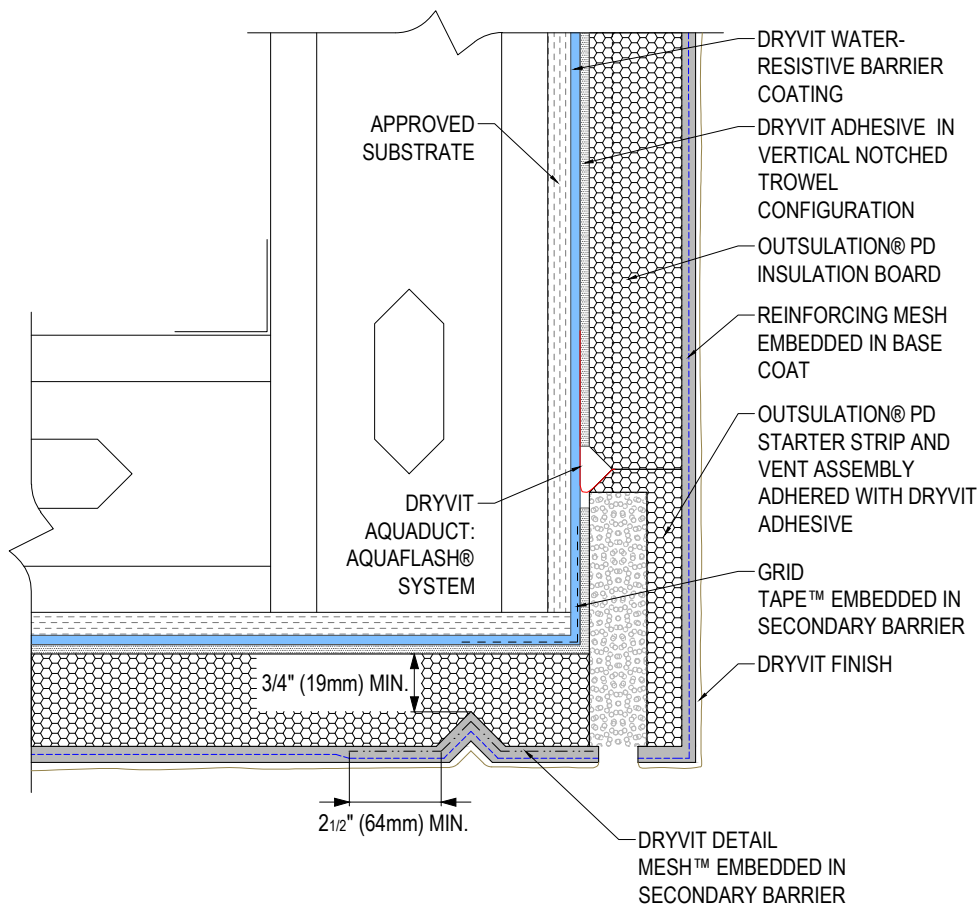 DRYVIT WATER-
RESISTIVE BARRIER
COATING
APPROVED
SUBSTRATE
DRYVIT ADHESIVE IN
VERTICAL NOTCHED
TROWEL
CONFIGURATION
OUTSULATION® PD
INSULATION BOARD
REINFORCING MESH
EMBEDDED IN BASE
COAT
OUTSULATION® PD
STARTER STRIP AND
VENT ASSEMBLY
ADHERED WITH DRYVIT
ADHESIVE
DRYVIT
AQUADUCT:
AQUAFLASH®
SYSTEM
GRID
TAPE™ EMBEDDED IN
SECONDARY BARRIER
DRYVIT FINISH
3/4" (19mm) MIN.
2 1/2" (64mm) MIN.
DRYVIT DETAIL
MESH™ EMBEDDED IN
SECONDARY BARRIER